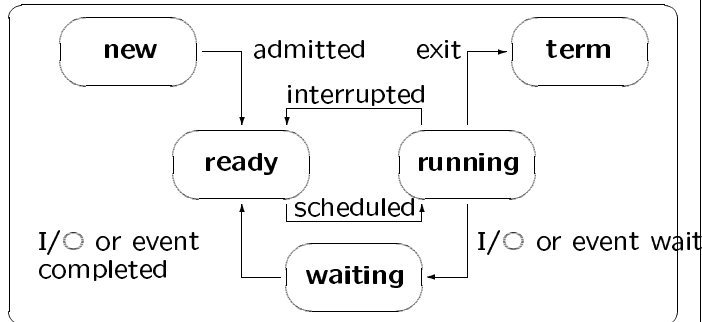 new
admitted
exit
term
interrupted
ready
running
scheduled
I/O or event
completed
I/O or event wait
waiting